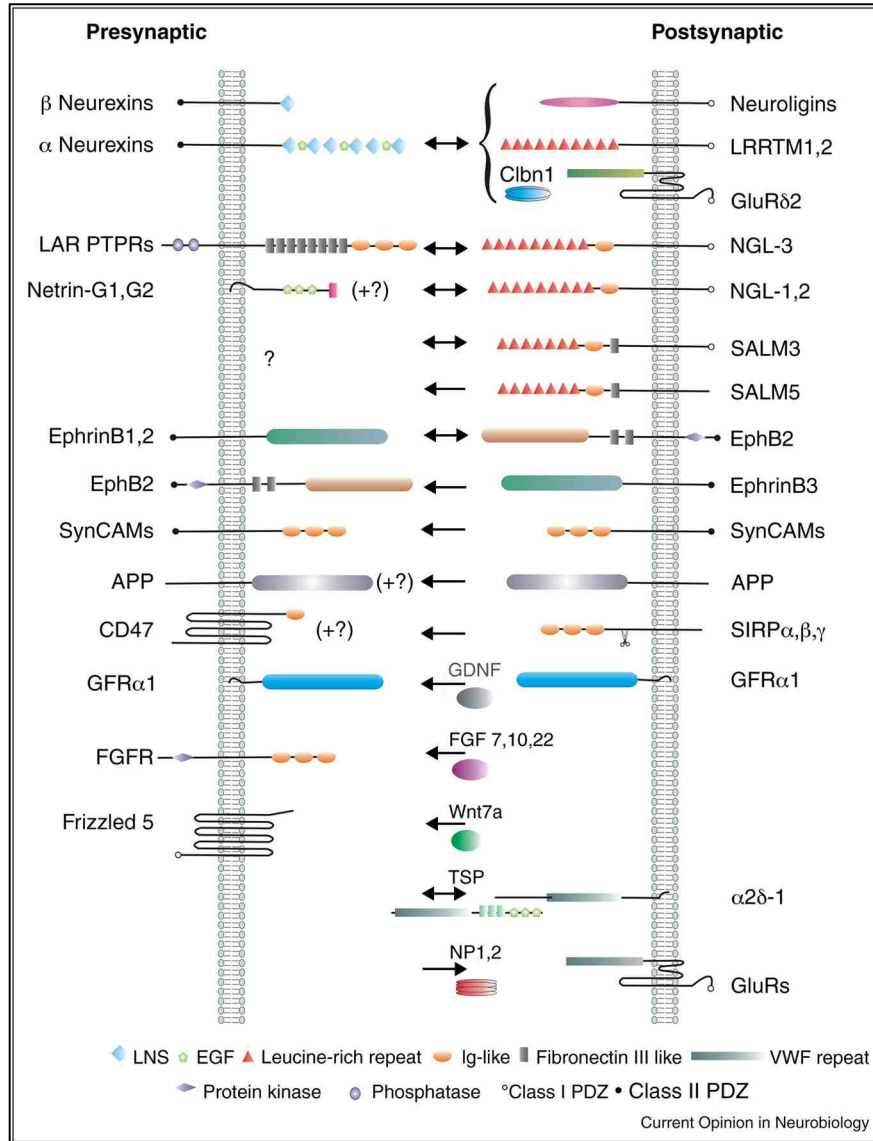 Presynaptic Postsynaptic
β Neurexins Neuroligins
α Neurexins LRRTM1,2
Clbn1
GluRδ2
LAR PTPRs NGL-3
Netrin-G1,G2 (+?) NGL-1,2
? SALM3
SALM5
EphrinB1,2 EphB2
EphB2 EphrinB3
SynCAMs SynCAMs
APP (+?) APP
CD47 (+?) SIRPα,β,γ
GFRα1 GDNF GFRα1
FGFR FGF 7,10,22
Frizzled 5 Wnt7a
TSP α2δ-1
NP1,2 GluRs
LNS EGF Leucine-rich repeat Ig-like Fibronectin III like VWF repeat
Protein kinase Phosphatase °Class I PDZ • Class II PDZ
Current Opinion in Neurobiology